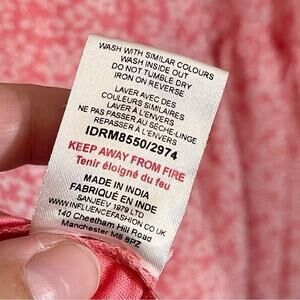 WASH WITH SIMILAR COLOURS
WASH INSIDE OUT
DO NOT TUMBLE DRY
IRON ON REVERSE
LAVER AVEC DES
COULEURS SIMILAIRES
LAVER À L'ENVERS
NE PAS PASSER AU SÈCHE-LINGE
REPASSER À L'ENVERS
IDRM8550/2974
KEEP AWAY FROM FIRE
Tenir éloigné du feu
MADE IN INDIA
FABRIQUÉ EN INDE
SANJEEV 1979 LTD
WWW.INFLUENCEFASHION.CO.UK
140 Cheetham Hill Road
Manchester M8 8PZ